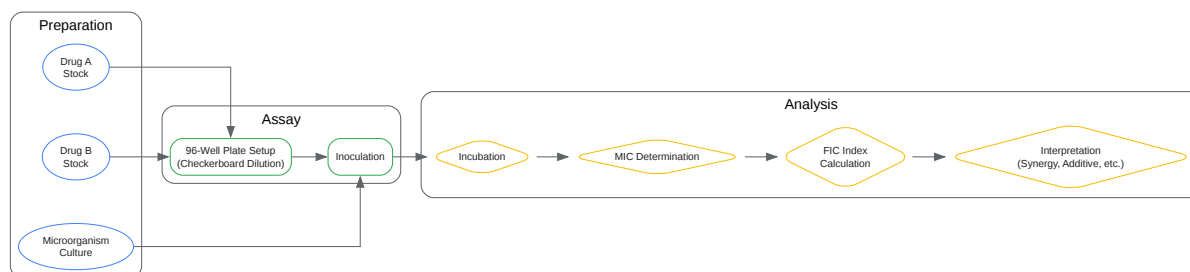 Preparation
Drug A
Stock
Drug B
Stock
Microorganism
Culture
Assay
96-Well Plate Setup
(Checkerboard Dilution)
Inoculation
Analysis
Incubation
MIC Determination
FIC Index
Calculation
Interpretation
(Synergy, Additive, etc.)